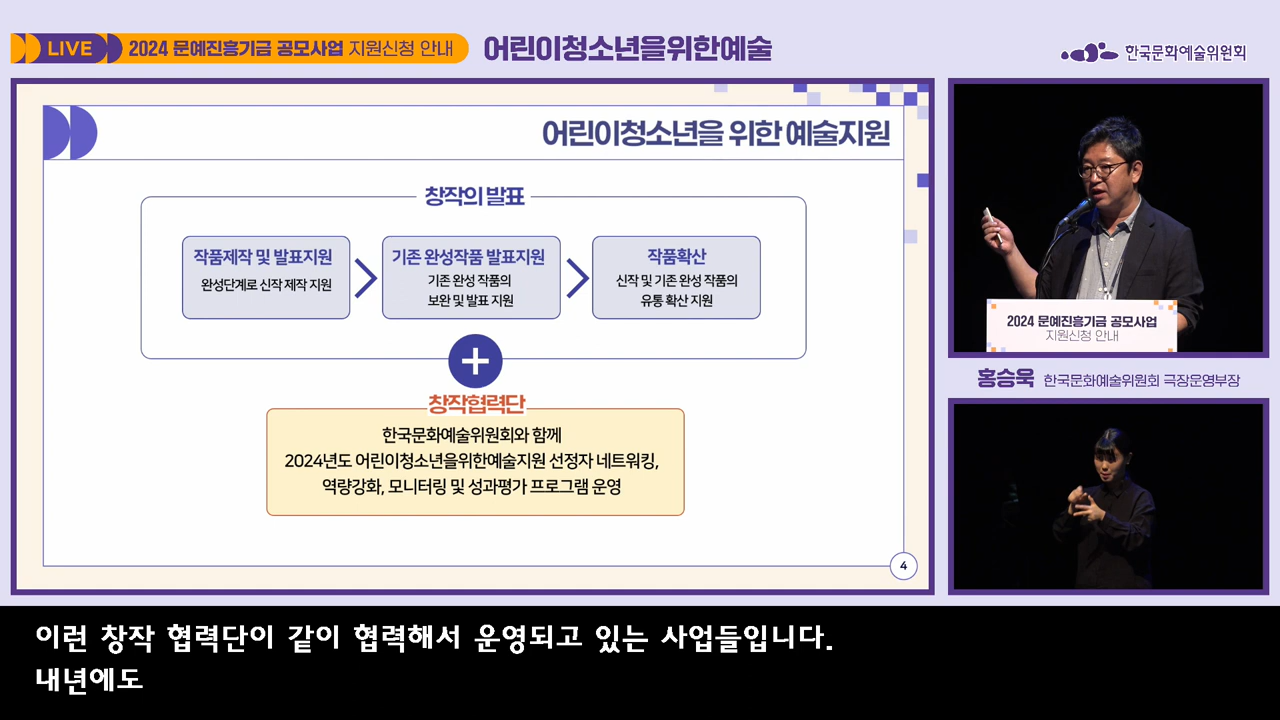 LIVE 2024 문예진흥기금 공모사업 지원신청 안내 어린이청소년을위한예술
한국문화예술위원회
어린이청소년을 위한 예술지원
창작의 발표
작품제작 및 발표지원
완성단계로 신작 제작 지원
기존 완성작품 발표지원
기존 완성 작품의
보완 및 발표 지원
작품확산
신작 및 기존 완성 작품의
유통 확산 지원
창작협력단
한국문화예술위원회와 함께
2024년도 어린이청소년을위한예술지원 선정자 네트워킹,
역량강화, 모니터링 및 성과평가 프로그램 운영
4
2024 문예진흥기금 공모사업
지원신청 안내
홍승욱 한국문화예술위원회 극장운영부장
이런 창작 협력단이 같이 협력해서 운영되고 있는 사업들입니다.
내년에도